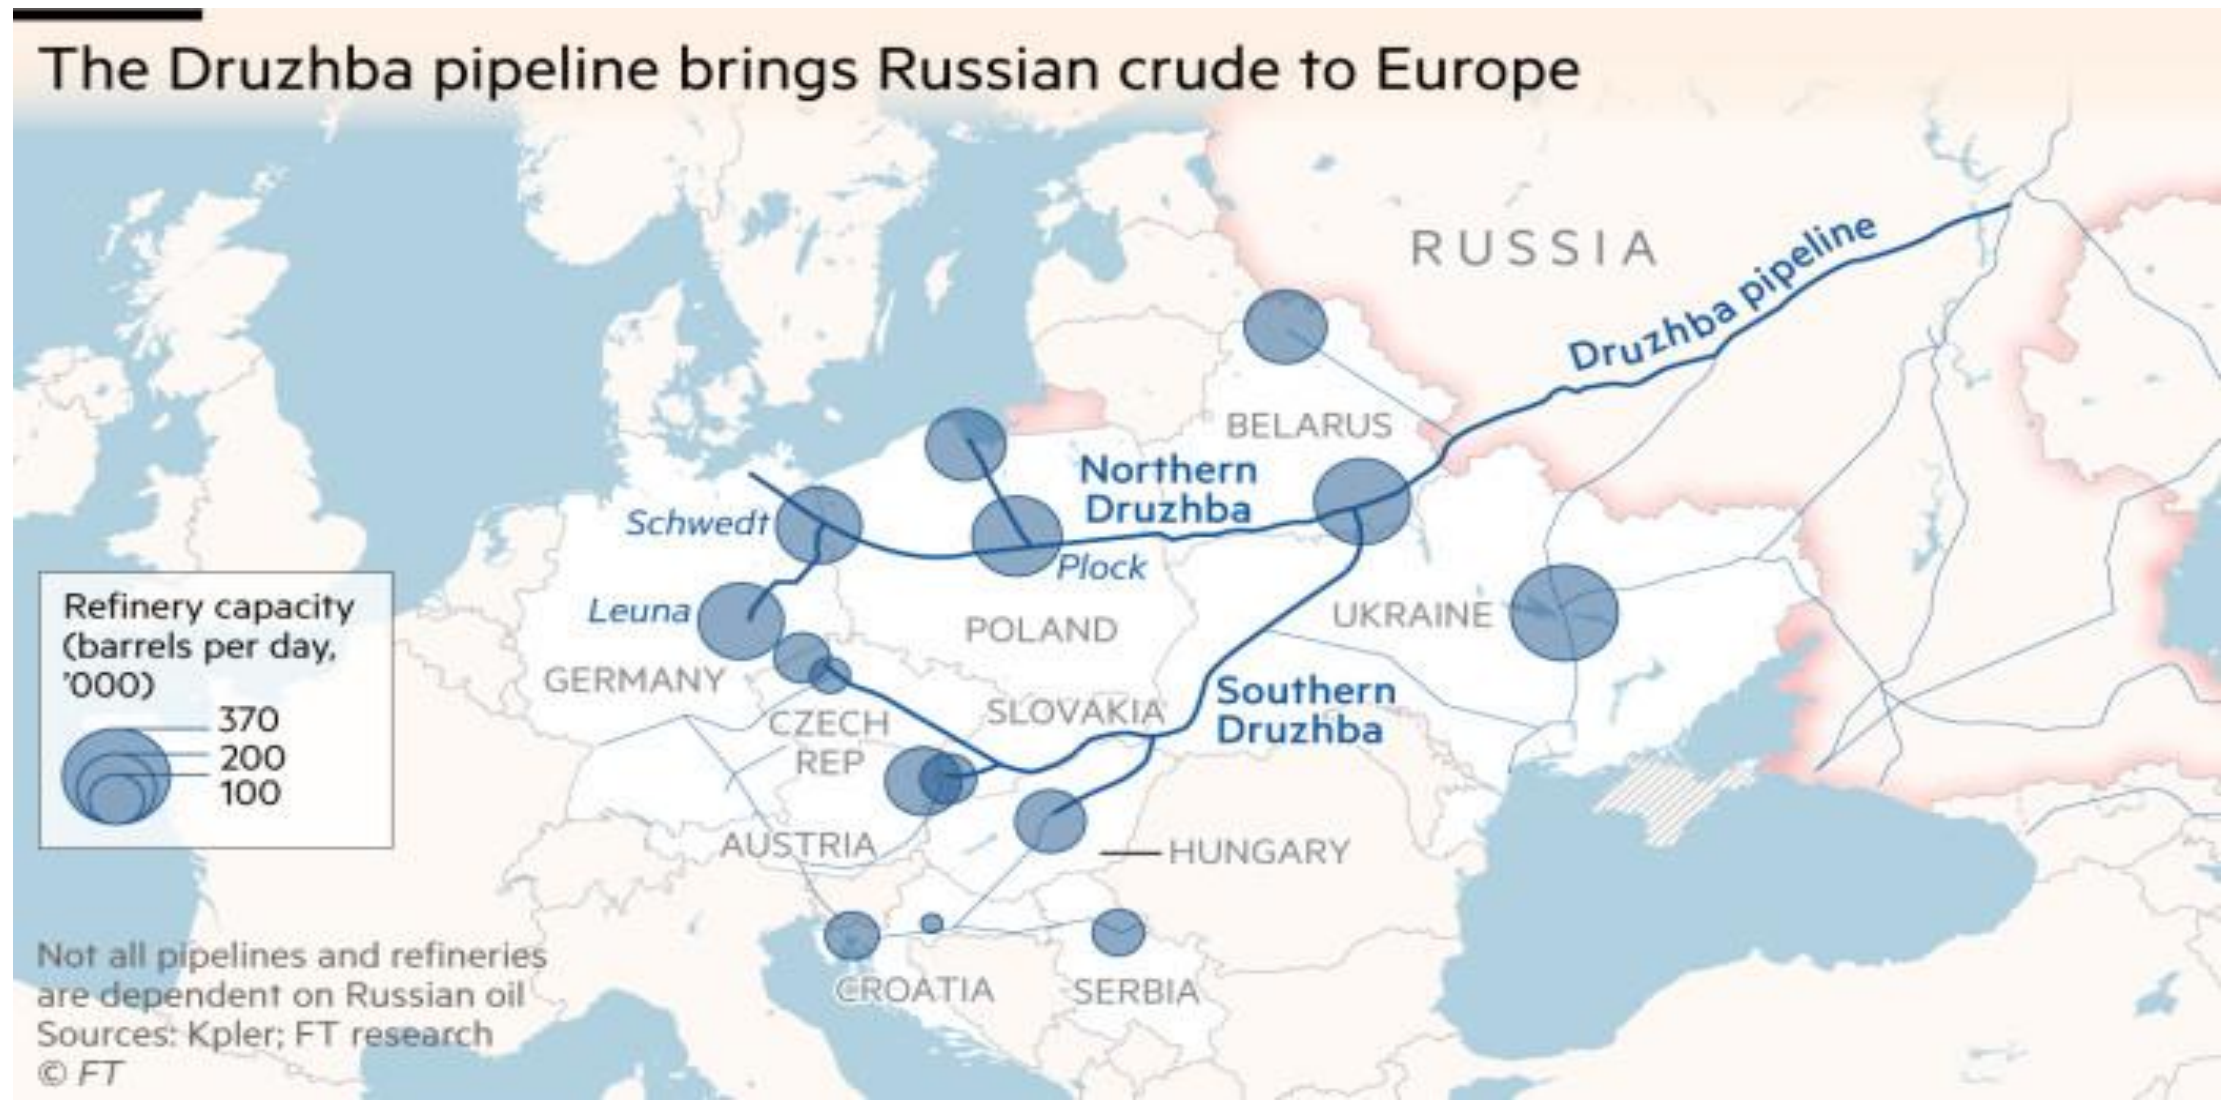 The Druzhba pipeline brings Russian crude to Europe
RUSSIA
Druzhba pipeline
BELARUS
Northern
Druzhba
Schwedt
Plock
Leuna
POLAND
UKRAINE
GERMANY
Southern
Druzhba
SLOVAKIA
CZECH
REP
AUSTRIA
HUNGARY
CROATIA
SERBIA
Refinery capacity
(barrels per day,
'000)
370
200
100
Not all pipelines and refineries
are dependent on Russian oil
Sources: Kpler; FT research
© FT